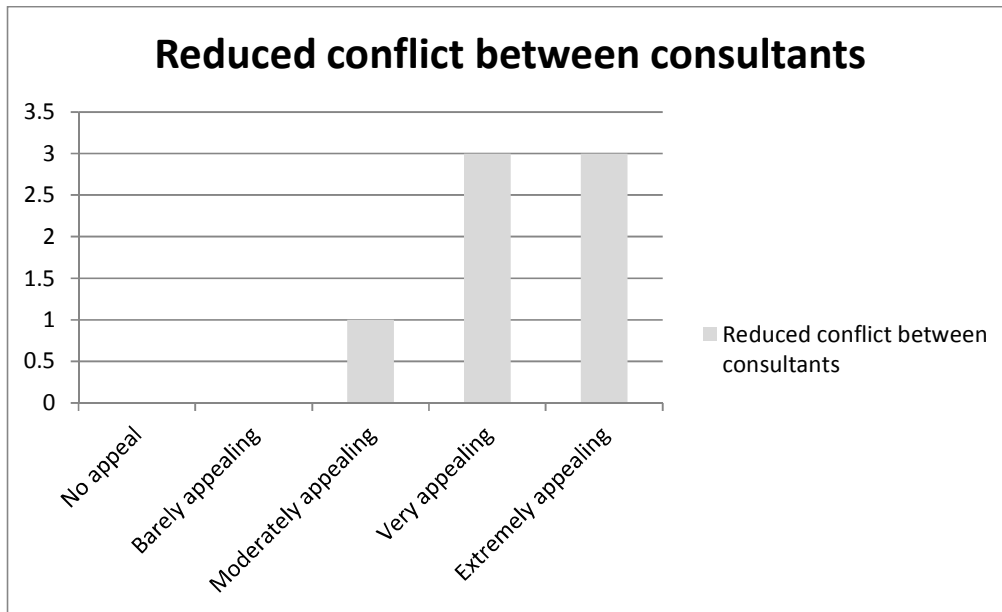 Reduced conflict between consultants
3.5
3
2.5
2
1.5
1
0.5
0
No appeal
Barely appealing
Moderately appealing
Very appealing
Extremely appealing
Reduced conflict between
consultants